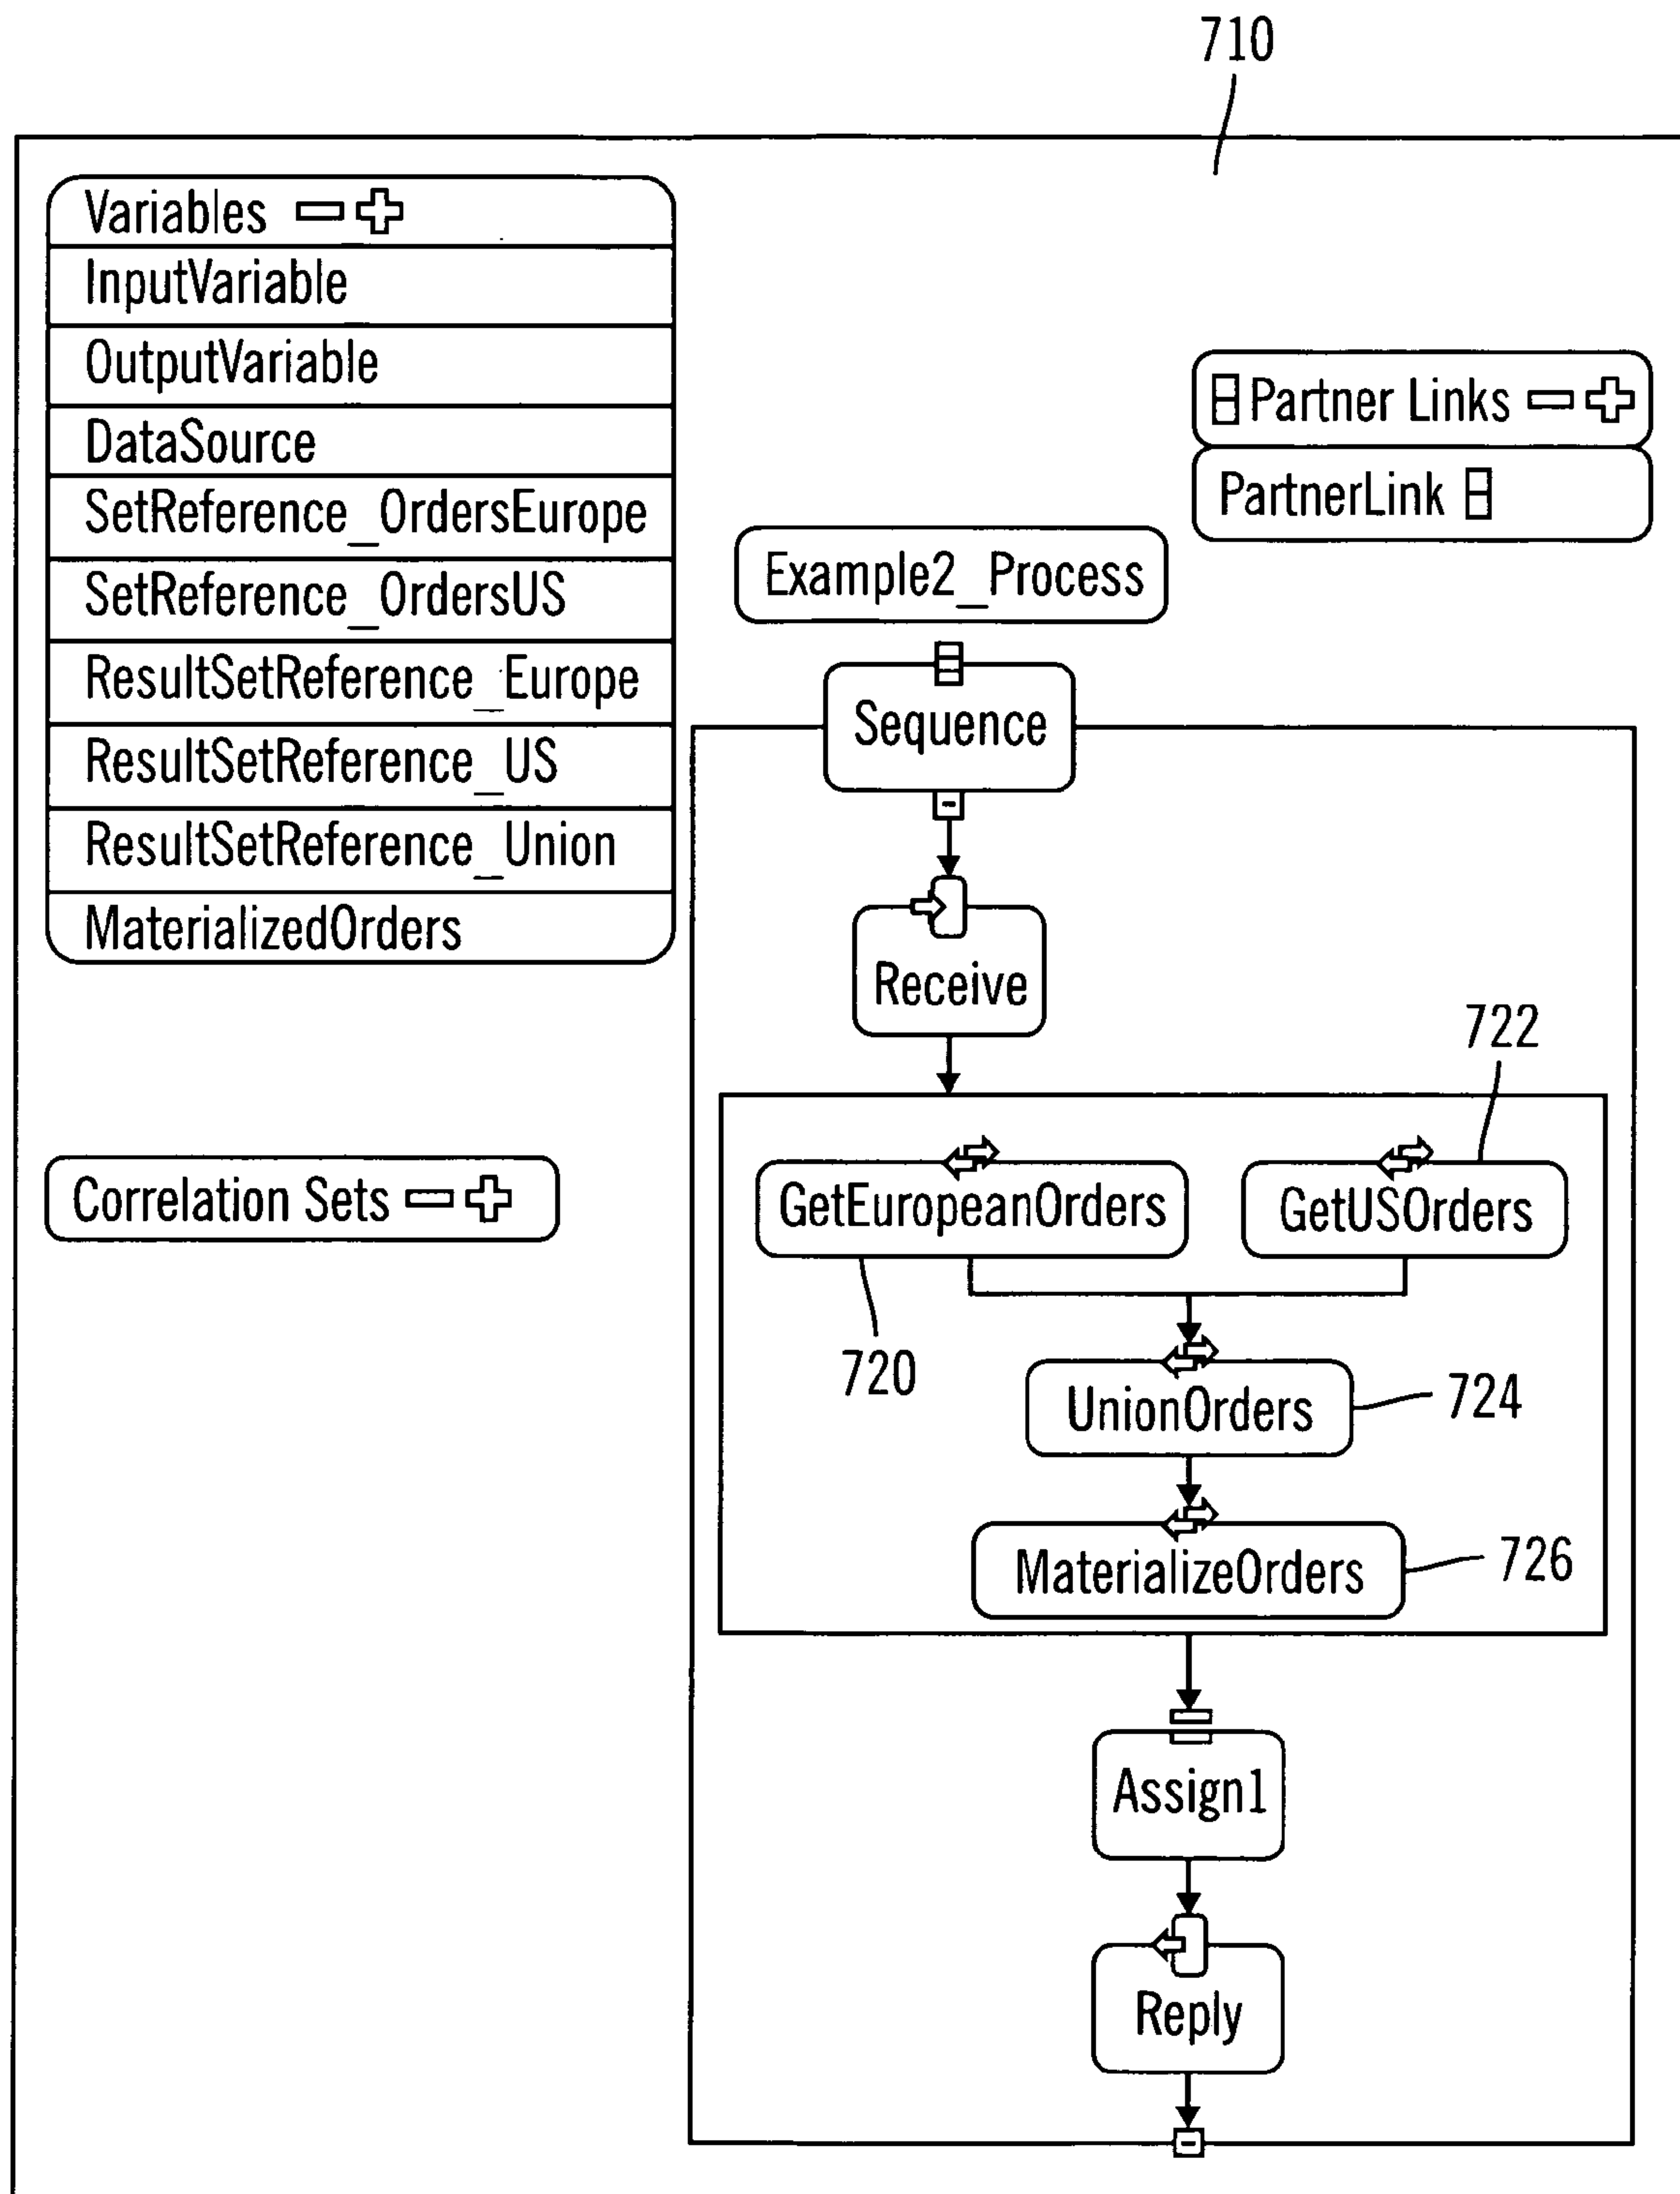 710
Variables
InputVariable
OutputVariable
DataSource
SetReference_OrdersEurope
SetReference_OrdersUS
ResultSetReference_Europe
ResultSetReference_US
ResultSetReference_Union
MaterializedOrders
Correlation Sets
Partner Links
PartnerLink
Example2_Process
Sequence
Receive
722
GetEuropeanOrders
GetUSOrders
720
UnionOrders
724
MaterializeOrders
726
Assign1
Reply